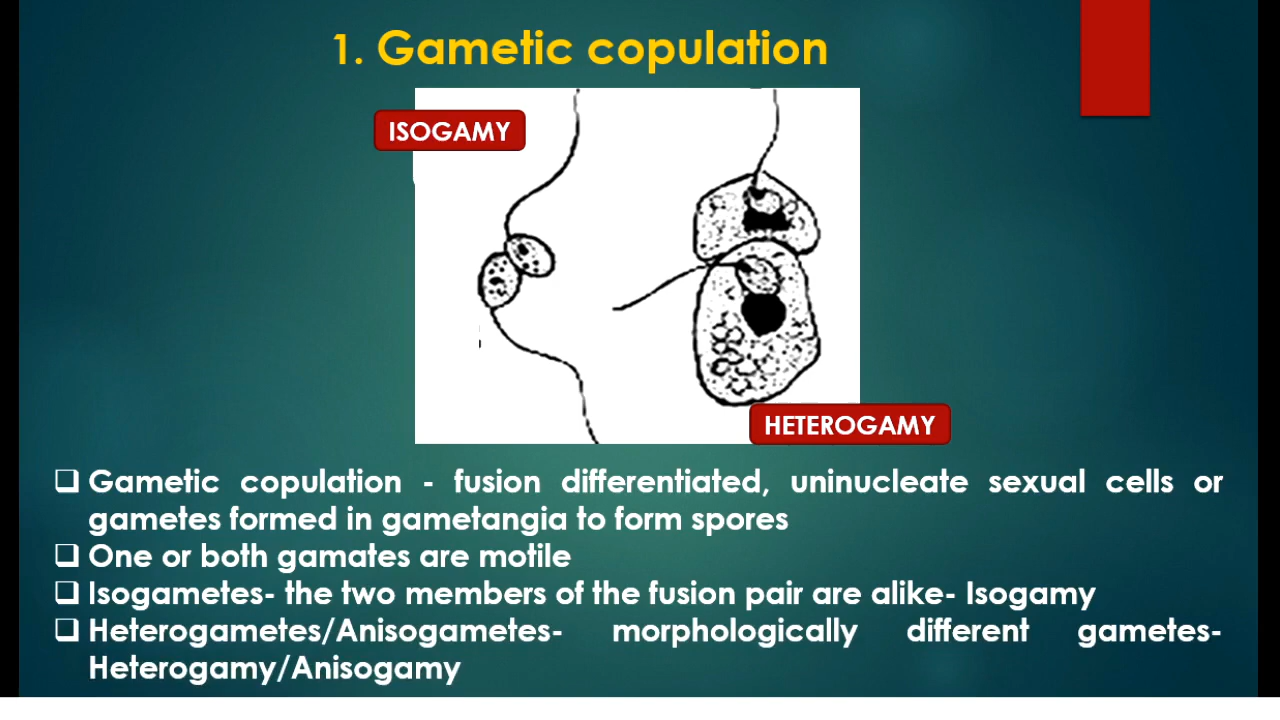 1. Gametic copulation
ISOGAMY
HETEROGAMY
❑ Gametic copulation - fusion differentiated, uninucleate sexual cells or
gametes formed in gametangia to form spores
❑ One or both gamates are motile
❑ Isogametes- the two members of the fusion pair are alike- Isogamy
❑ Heterogametes/Anisogametes- morphologically different gametes-
Heterogamy/Anisogamy